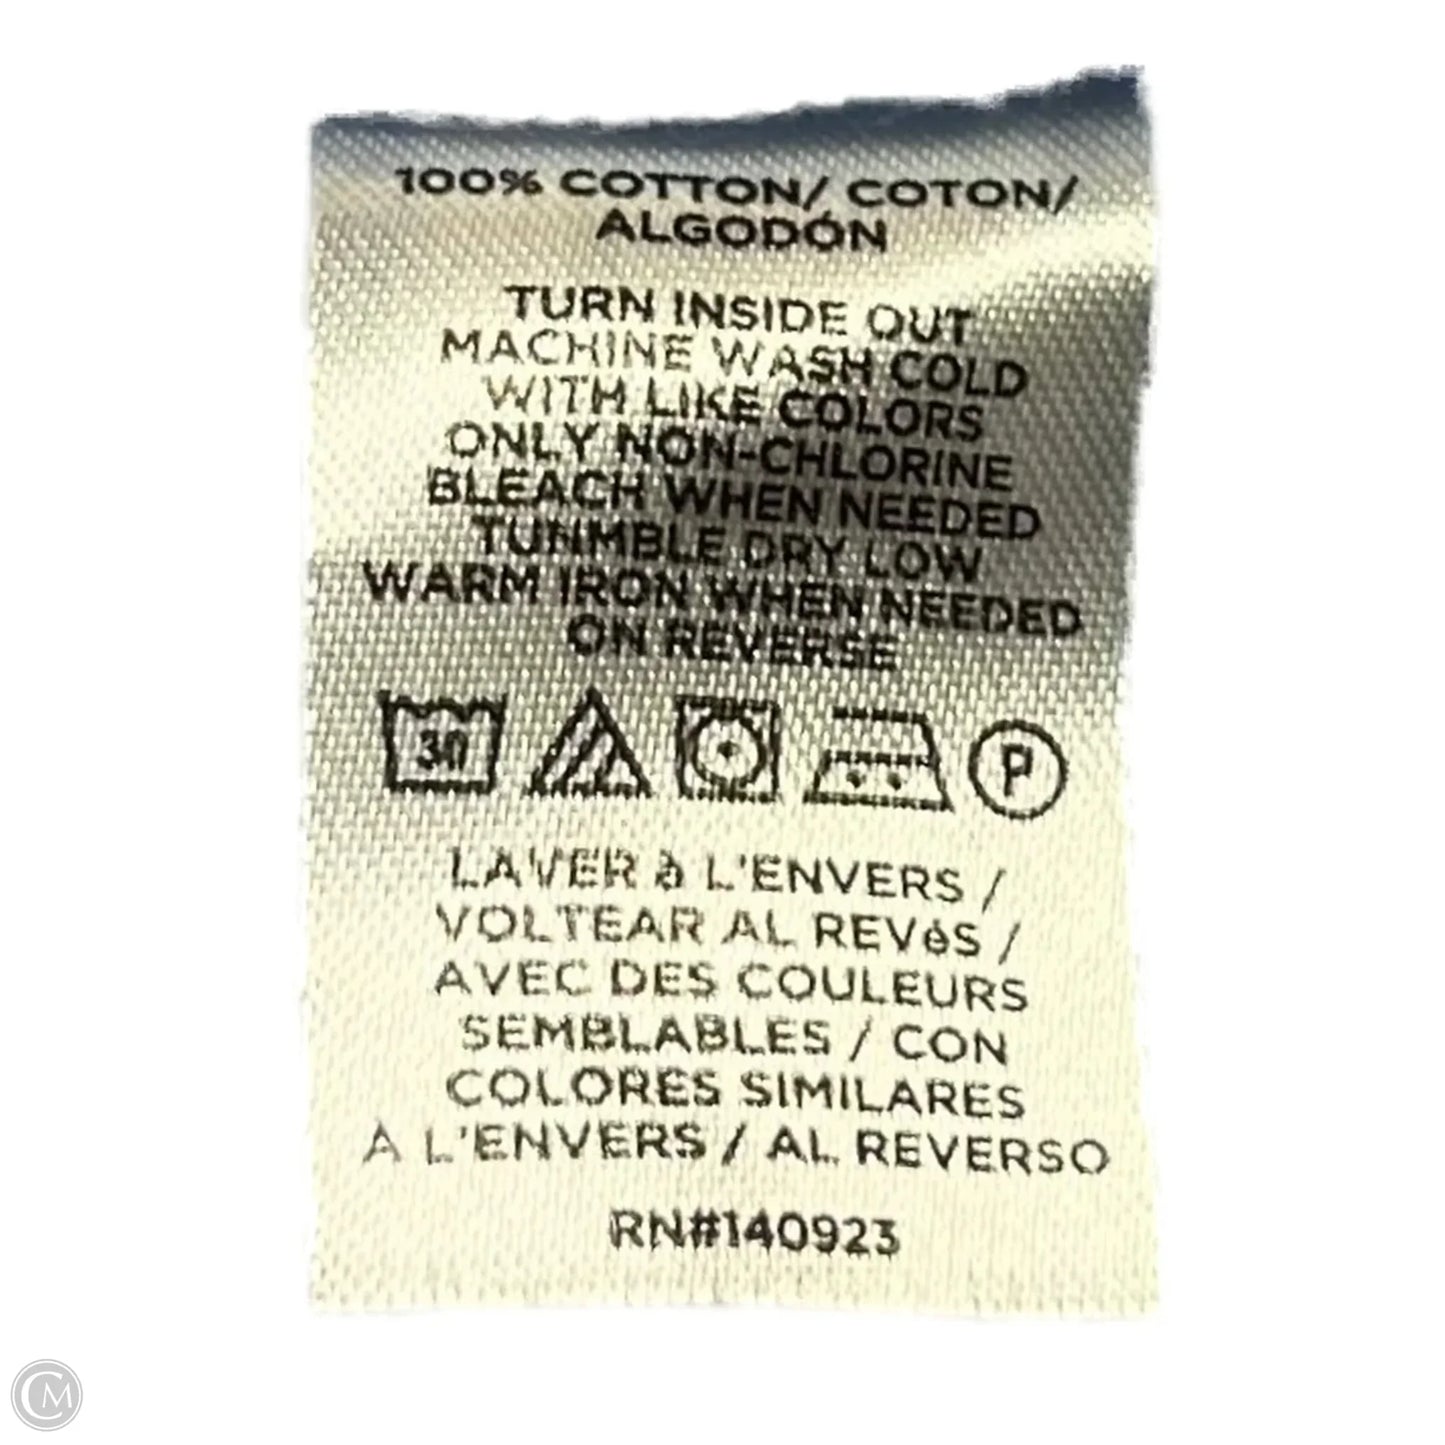 100% COTTON/ COTON/
ALGODÓN
TURN INSIDE OUT
MACHINE WASH COLD
WITH LIKE COLORS
ONLY NON-CHLORINE
BLEACH WHEN NEEDED
TUNMBLE DRY LOW
WARM IRON WHEN NEEDED
ON REVERSE
30 P
LAVER à L'ENVERS /
VOLTEAR AL REVéS /
AVEC DES COULEURS
SEMBLABLES / CON
COLORES SIMILARES
A L'ENVERS / AL REVERSO
RN#140923
CM